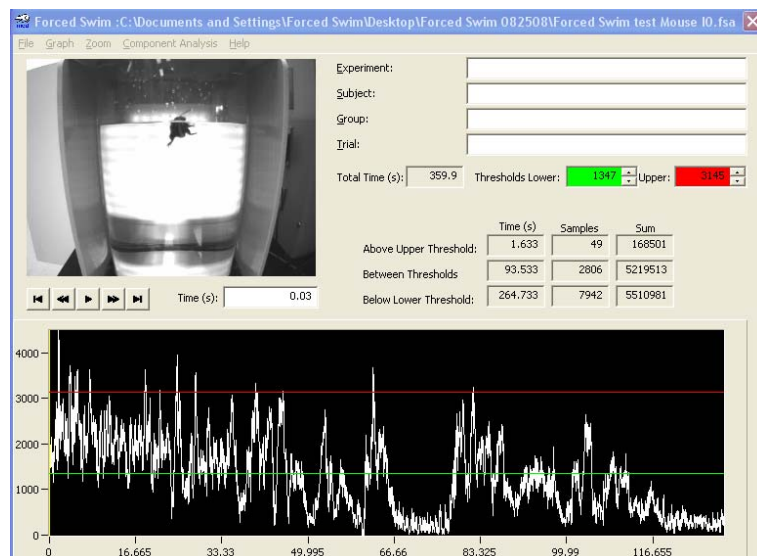 Forced Swim :C:\Documents and Settings\Forced Swim\Desktop\Forced Swim 082508\Forced Swim test Mouse 10.fsa
File Graph Zoom Component Analysis Help
Experiment:
Subject:
Group:
Trial:
Total Time (s): 359.9 Thresholds Lower: 1347 Upper: 3145
Time (s) Samples Sum
Above Upper Threshold: 1.633 49 168501
Between Thresholds 93.533 2806 5219513
Below Lower Threshold: 264.733 7942 5510981
Time (s): 0.03
4000
3000
2000
1000
0
0 16.665 33.33 49.995 66.66 83.325 99.99 116.655